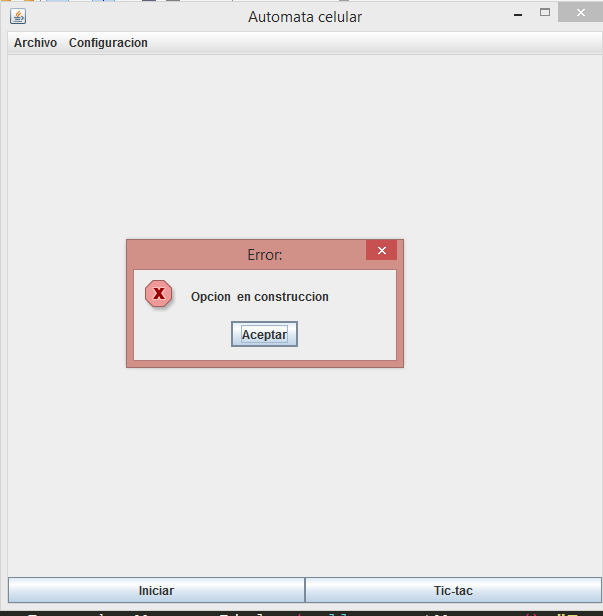 Automata celular
Archivo Configuracion
Error:
Opcion en construccion
Aceptar
Iniciar Tic-tac